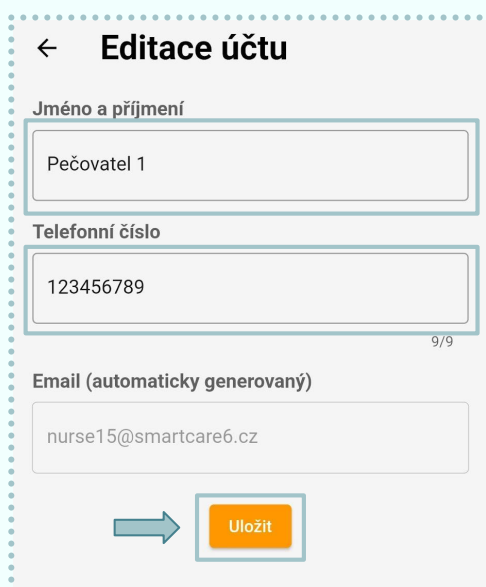 Editace účtu
Jméno a příjmení
Pečovatel 1
Telefonní číslo
123456789
9/9
Email (automaticky generovaný)
nurse15@smartcare6.cz
Uložit